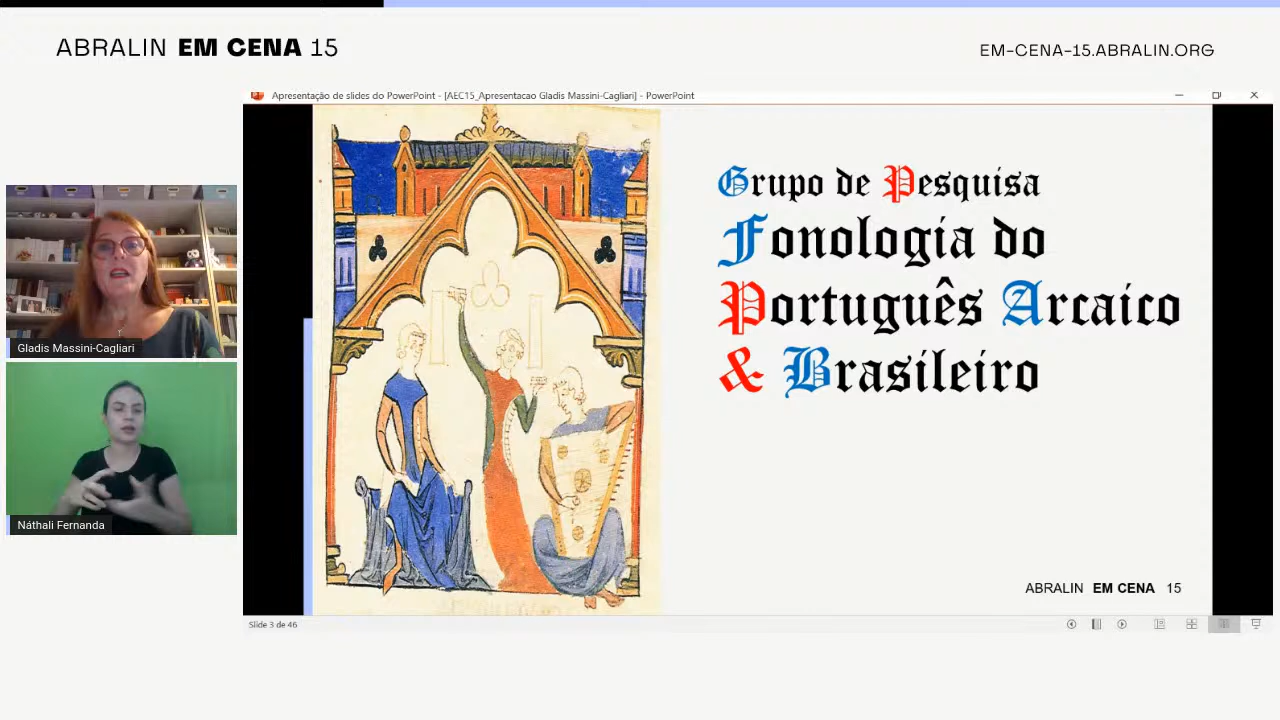 ABRALIN EM CENA 15
EM-CENA-15.ABRALIN.ORG
Apresentação de slides do PowerPoint - [AEC15_Apresentacao Gladis Massini-Cagliari] - PowerPoint
Grupo de Pesquisa
Fonologia do
Português Arcaico
& Brasileiro
Gladis Massini-Cagliari
Náthali Fernanda
ABRALIN EM CENA 15
Slide 3 de 46